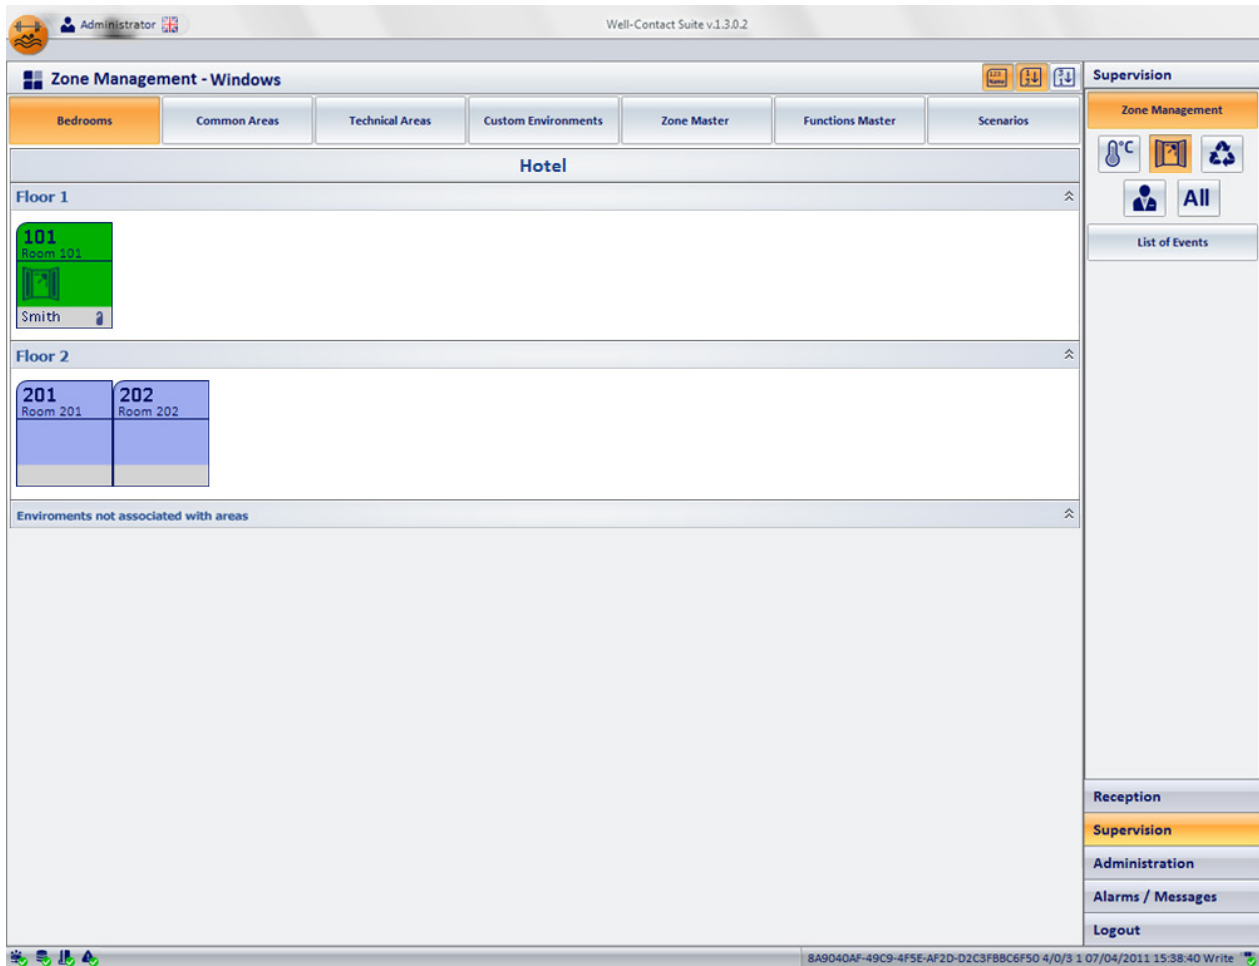 Administrator
Well-Contact Suite v.1.3.0.2
Zone Management - Windows
Bedrooms
Common Areas
Technical Areas
Custom Environments
Zone Master
Functions Master
Scenarios
Hotel
Floor 1
101
Room 101
Smith
Floor 2
201
Room 201
202
Room 202
Enviroments not associated with areas
Supervision
Zone Management
°C
All
List of Events
Reception
Supervision
Administration
Alarms / Messages
Logout
8A9040AF-49C9-4F5E-AF2D-D2C3FBBC6F50 4/0/3 1 07/04/2011 15:38:40 Write